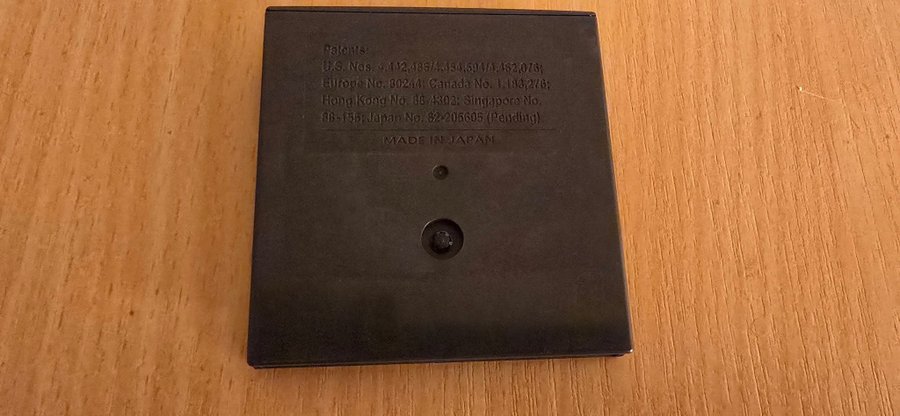 Patents:
U.S. Nos. 4,442,486/4,454,594/4,462,076;
Europe No. 80244; Canada No. 1,183,276;
Hong Kong No. 88-4302; Singapore No.
88-155; Japan No. 82-205605 (Pending)
MADE IN JAPAN